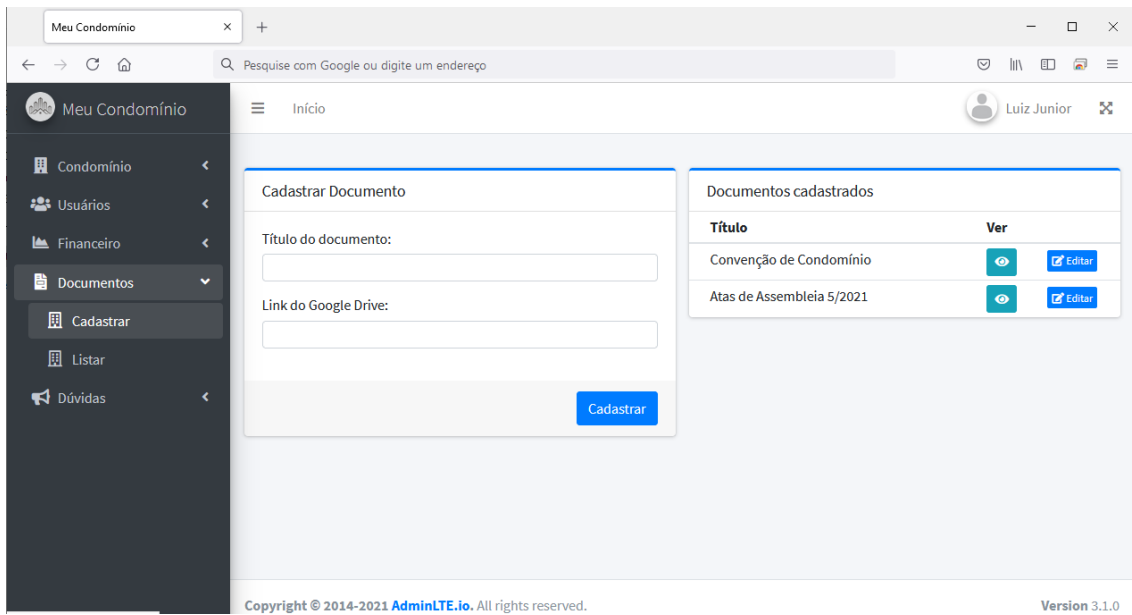 Meu Condomínio
Pesquise com Google ou digite um endereço
Meu Condomínio
Início
Luiz Junior
Condomínio
Usuários
Financeiro
Documentos
Cadastrar
Listar
Dúvidas
Cadastrar Documento
Título do documento:
Link do Google Drive:
Cadastrar
Documentos cadastrados
Título Ver
Convenção de Condomínio Editar
Atas de Assembleia 5/2021 Editar
Copyright © 2014-2021 AdminLTE.io. All rights reserved.
Version 3.1.0